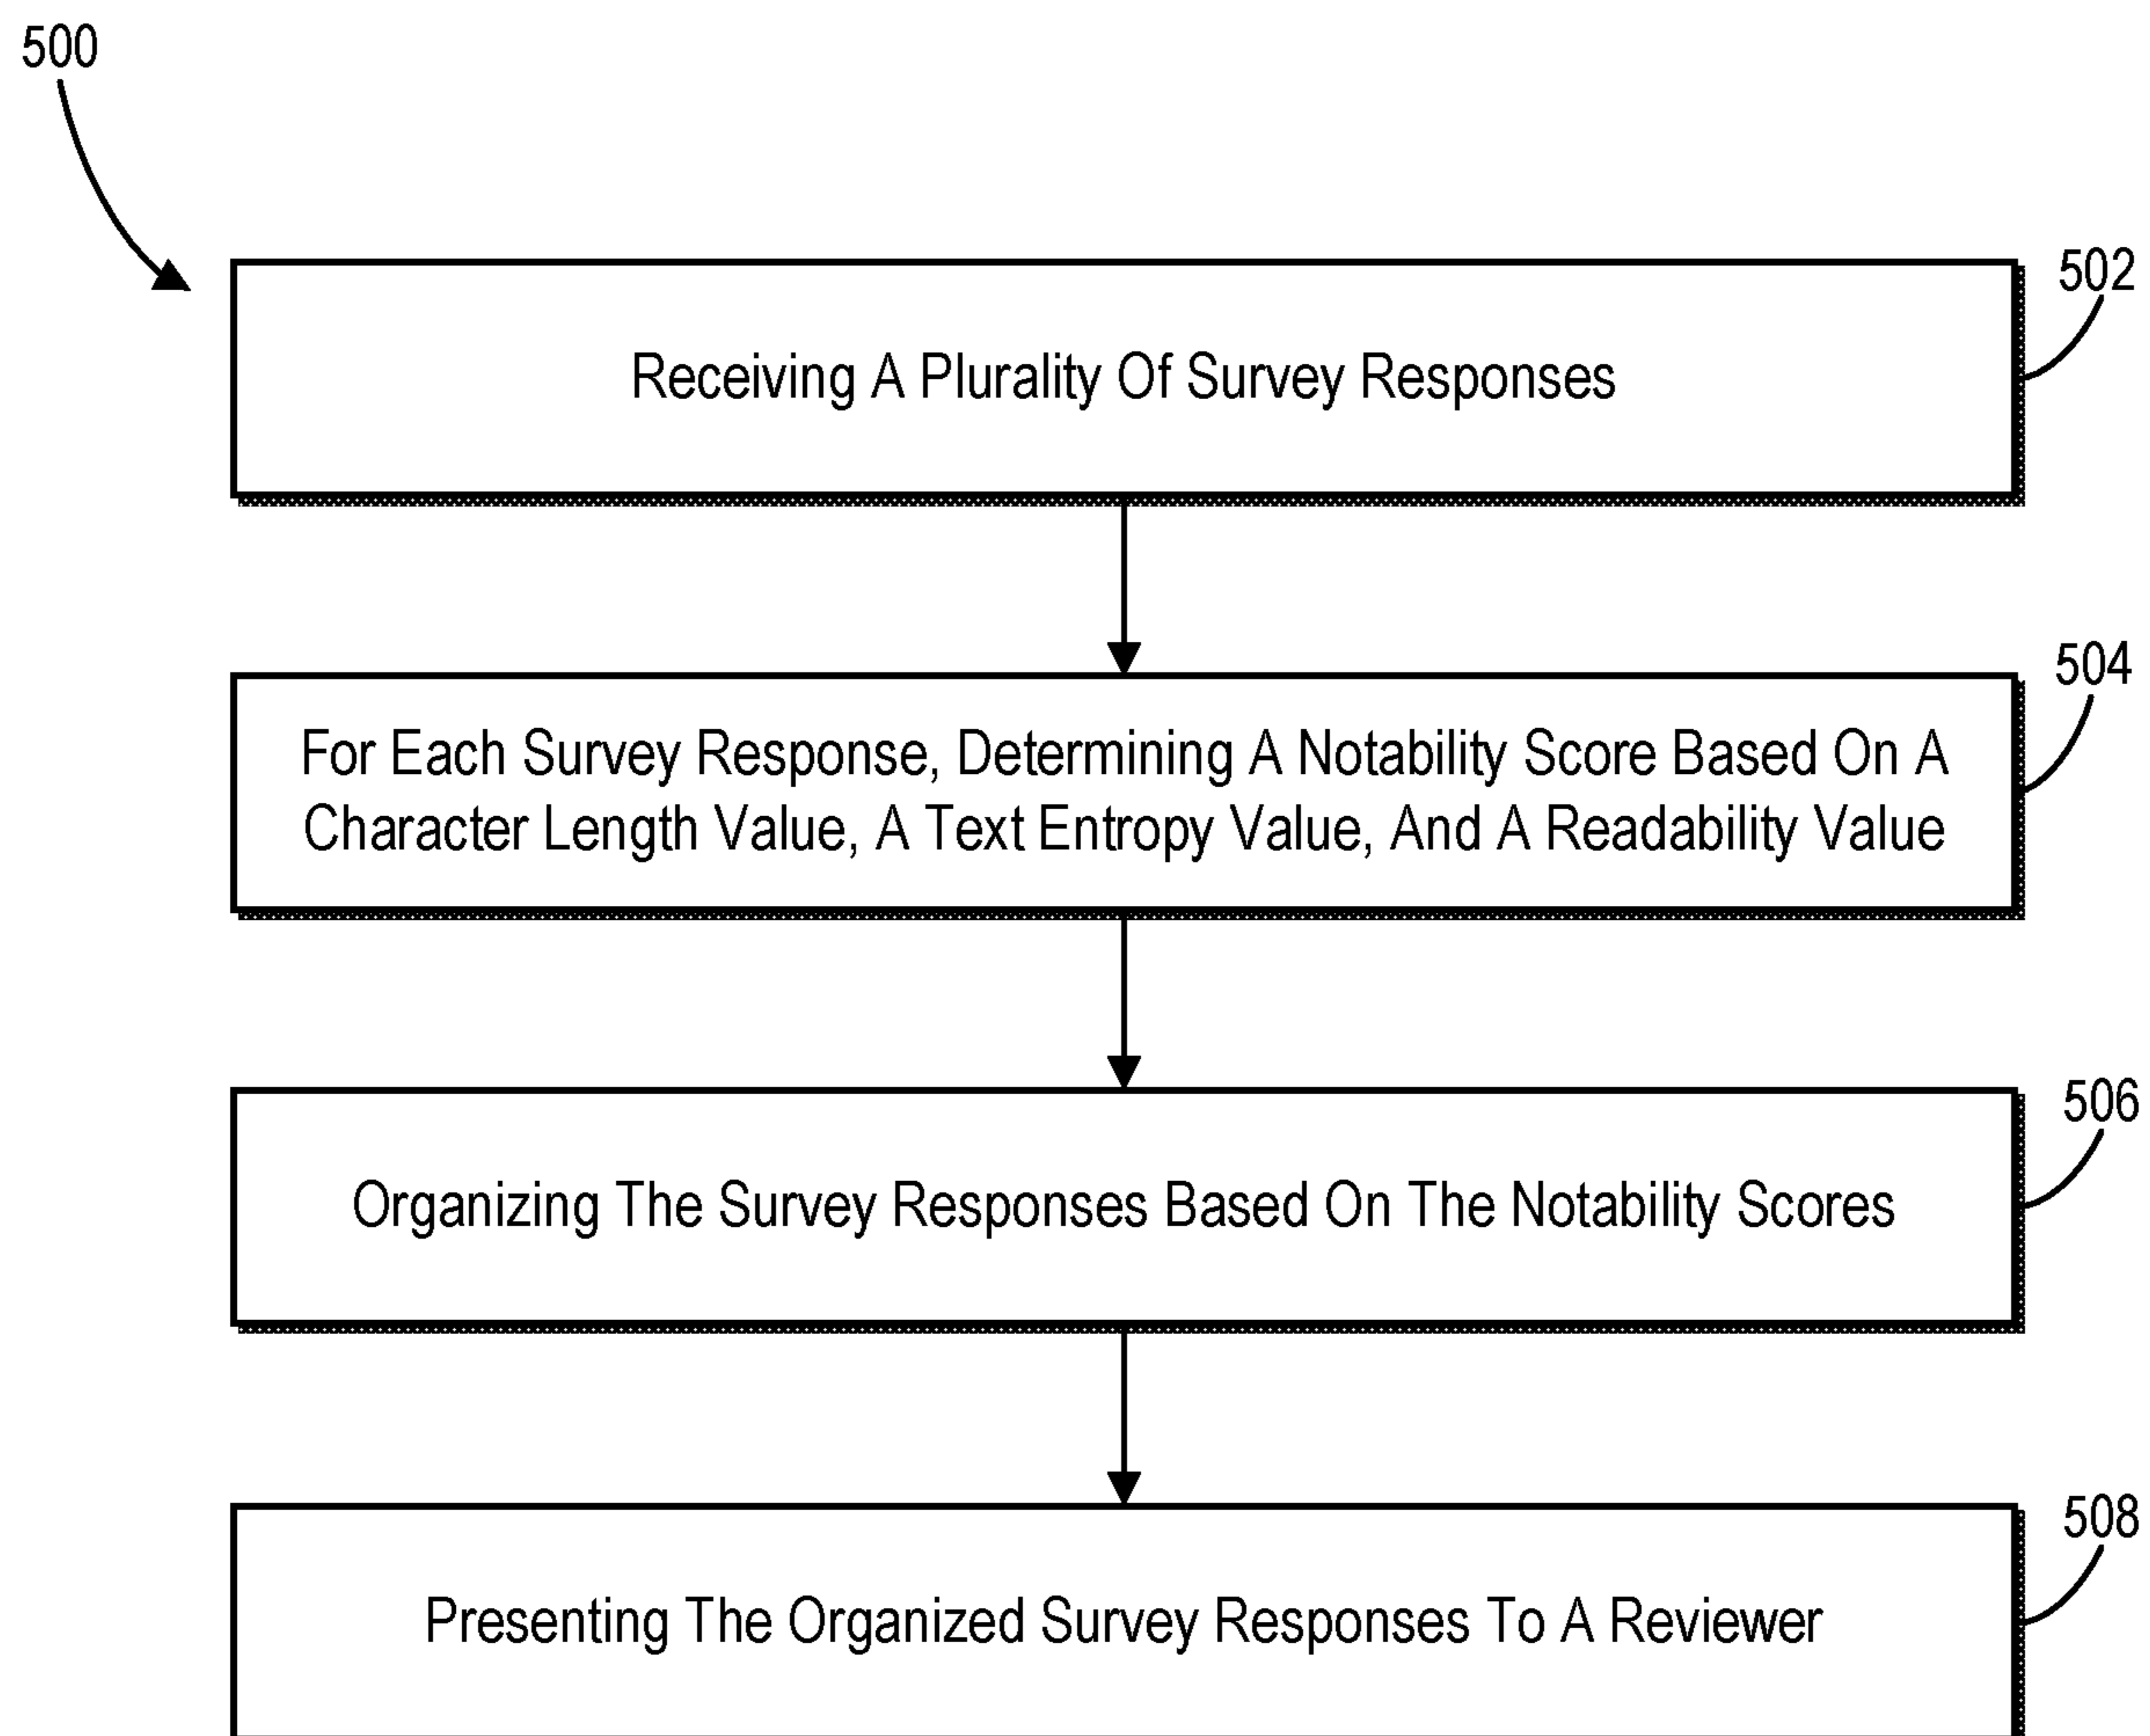 500
502
Receiving A Plurality Of Survey Responses
504
For Each Survey Response, Determining A Notability Score Based On A
Character Length Value, A Text Entropy Value, And A Readability Value
506
Organizing The Survey Responses Based On The Notability Scores
508
Presenting The Organized Survey Responses To A Reviewer